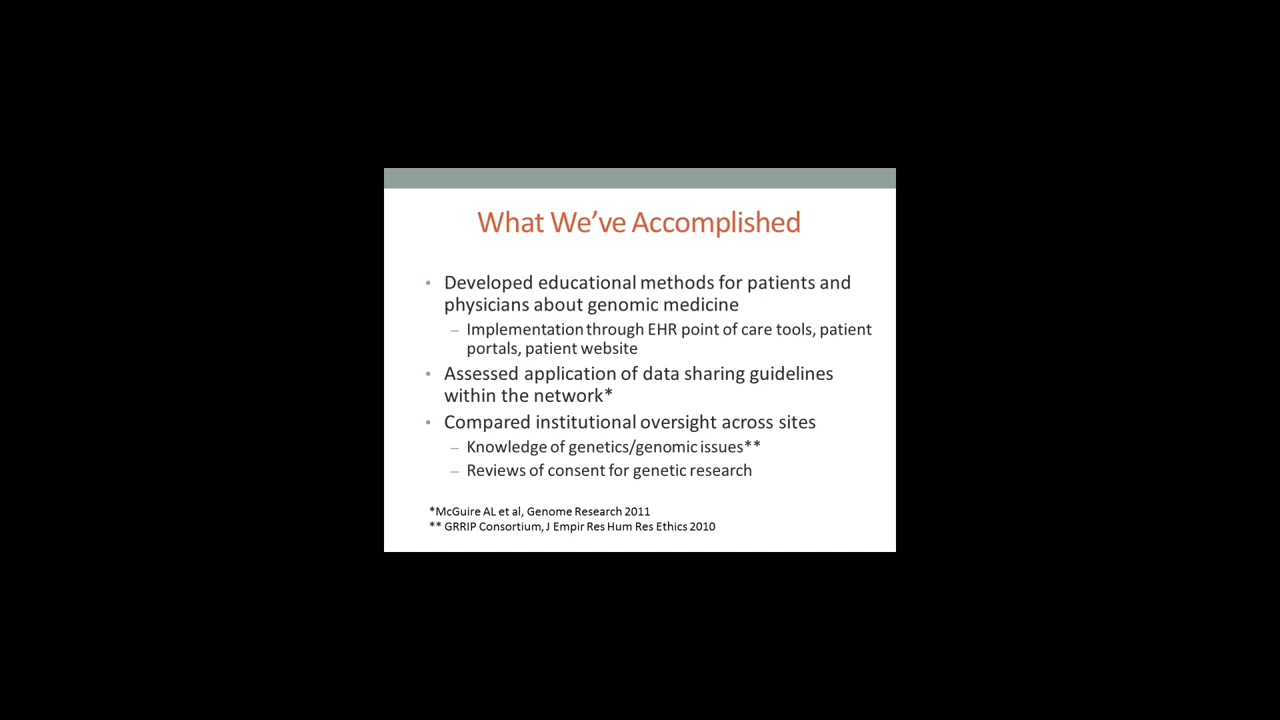 What We’ve Accomplished
• Developed educational methods for patients and
physicians about genomic medicine
– Implementation through EHR point of care tools, patient
portals, patient website
• Assessed application of data sharing guidelines
within the network*
• Compared institutional oversight across sites
– Knowledge of genetics/genomic issues**
– Reviews of consent for genetic research
*McGuire AL et al, Genome Research 2011
** GRRIP Consortium, J Empir Res Hum Res Ethics 2010